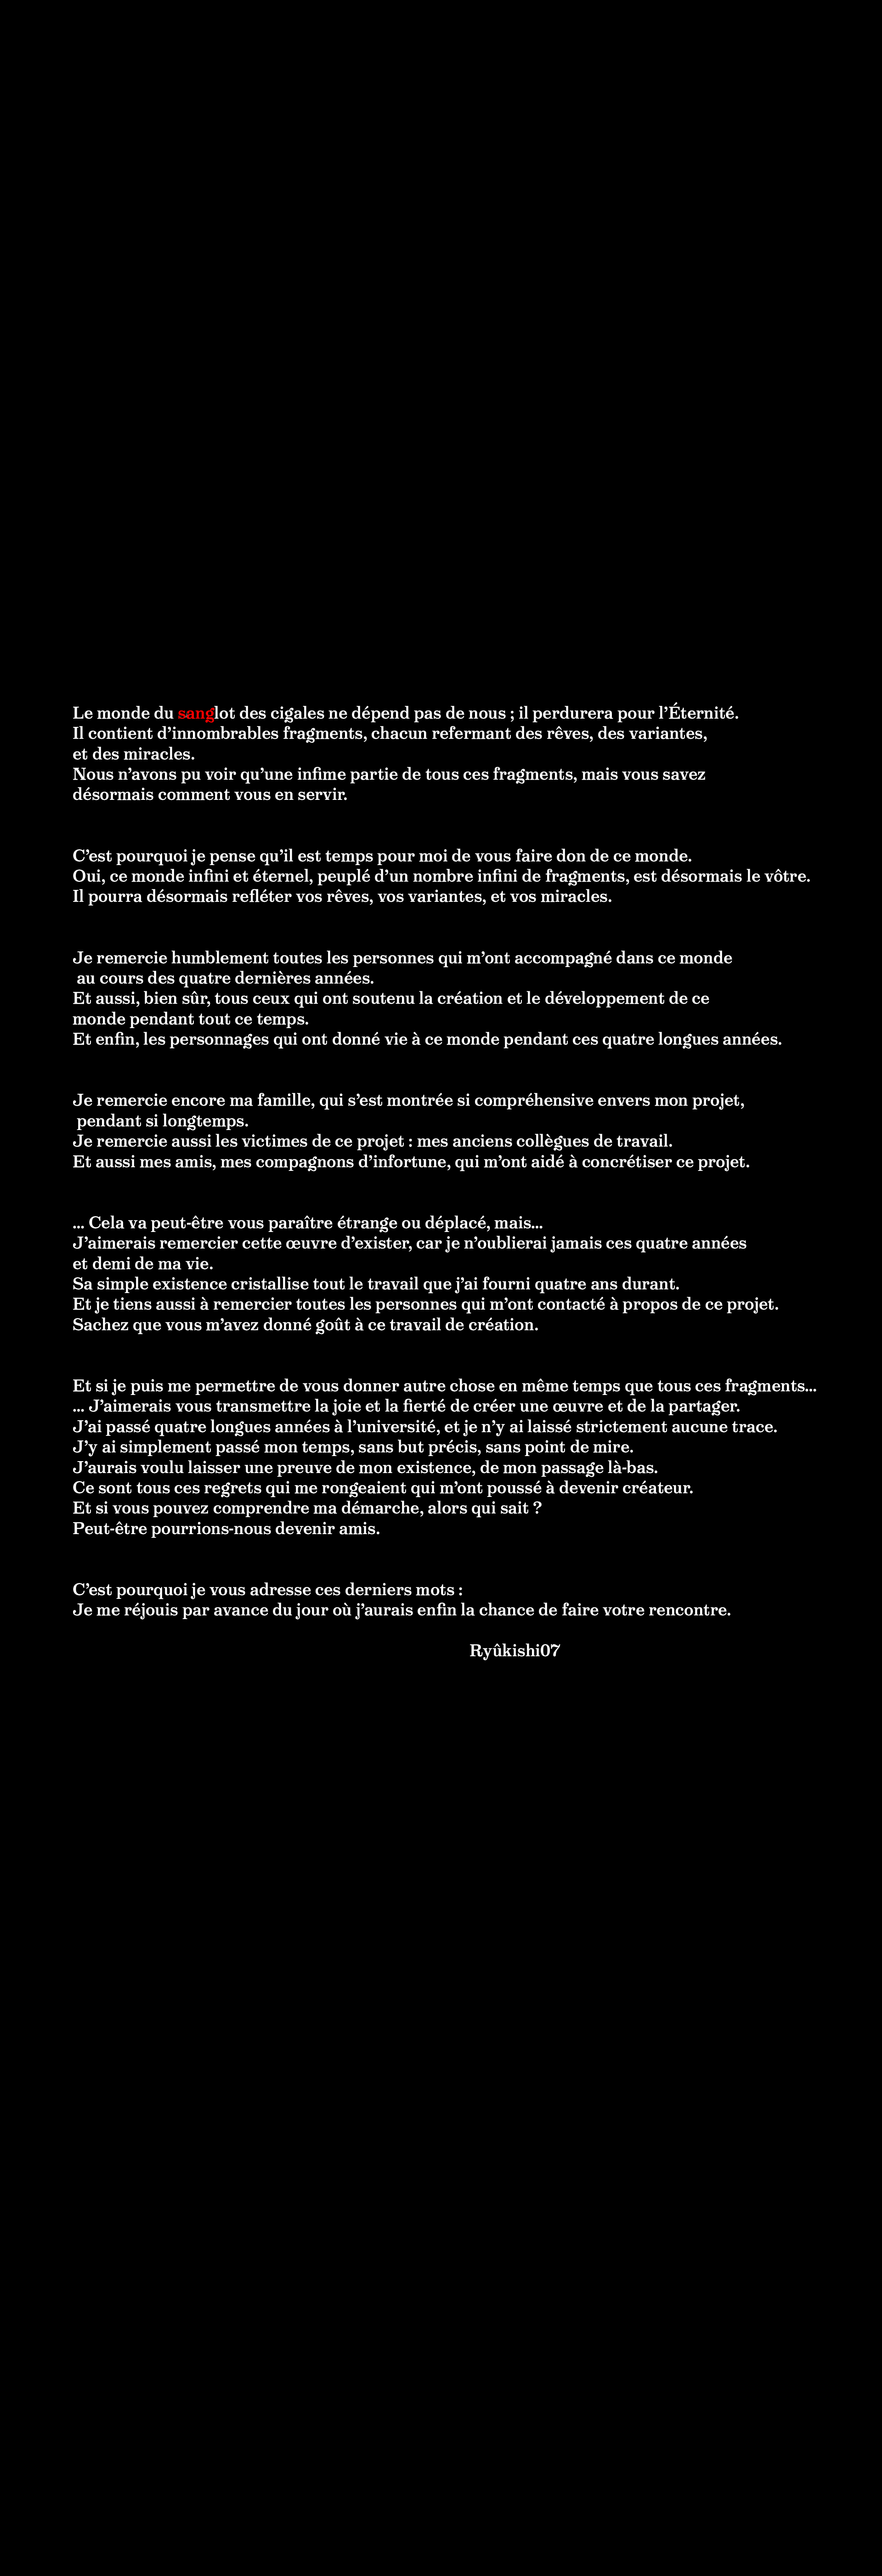 Le monde du sanglot des cigales ne dépend pas de nous ; il perdurera pour l’Éternité.
Il contient d’innombrables fragments, chacun refermant des rêves, des variantes,
et des miracles.
Nous n’avons pu voir qu’une infime partie de tous ces fragments, mais vous savez
désormais comment vous en servir.
C’est pourquoi je pense qu’il est temps pour moi de vous faire don de ce monde.
Oui, ce monde infini et éternel, peuplé d’un nombre infini de fragments, est désormais le vôtre.
Il pourra désormais refléter vos rêves, vos variantes, et vos miracles.
Je remercie humblement toutes les personnes qui m’ont accompagné dans ce monde
au cours des quatre dernières années.
Et aussi, bien sûr, tous ceux qui ont soutenu la création et le développement de ce
monde pendant tout ce temps.
Et enfin, les personnages qui ont donné vie à ce monde pendant ces quatre longues années.
Je remercie encore ma famille, qui s’est montrée si compréhensive envers mon projet,
pendant si longtemps.
Je remercie aussi les victimes de ce projet : mes anciens collègues de travail.
Et aussi mes amis, mes compagnons d’infortune, qui m’ont aidé à concrétiser ce projet.
... Cela va peut-être vous paraître étrange ou déplacé, mais...
J’aimerais remercier cette œuvre d’exister, car je n’oublierai jamais ces quatre années
et demi de ma vie.
Sa simple existence cristallise tout le travail que j’ai fourni quatre ans durant.
Et je tiens aussi à remercier toutes les personnes qui m’ont contacté à propos de ce projet.
Sachez que vous m’avez donné goût à ce travail de création.
Et si je puis me permettre de vous donner autre chose en même temps que tous ces fragments...
... J’aimerais vous transmettre la joie et la fierté de créer une œuvre et de la partager.
J’ai passé quatre longues années à l’université, et je n’y ai laissé strictement aucune trace.
J’y ai simplement passé mon temps, sans but précis, sans point de mire.
J’aurais voulu laisser une preuve de mon existence, de mon passage là-bas.
Ce sont tous ces regrets qui me rongeaient qui m’ont poussé à devenir créateur.
Et si vous pouvez comprendre ma démarche, alors qui sait ?
Peut-être pourrions-nous devenir amis.
C’est pourquoi je vous adresse ces derniers mots :
Je me réjouis par avance du jour où j’aurais enfin la chance de faire votre rencontre.
Ryûkishi07